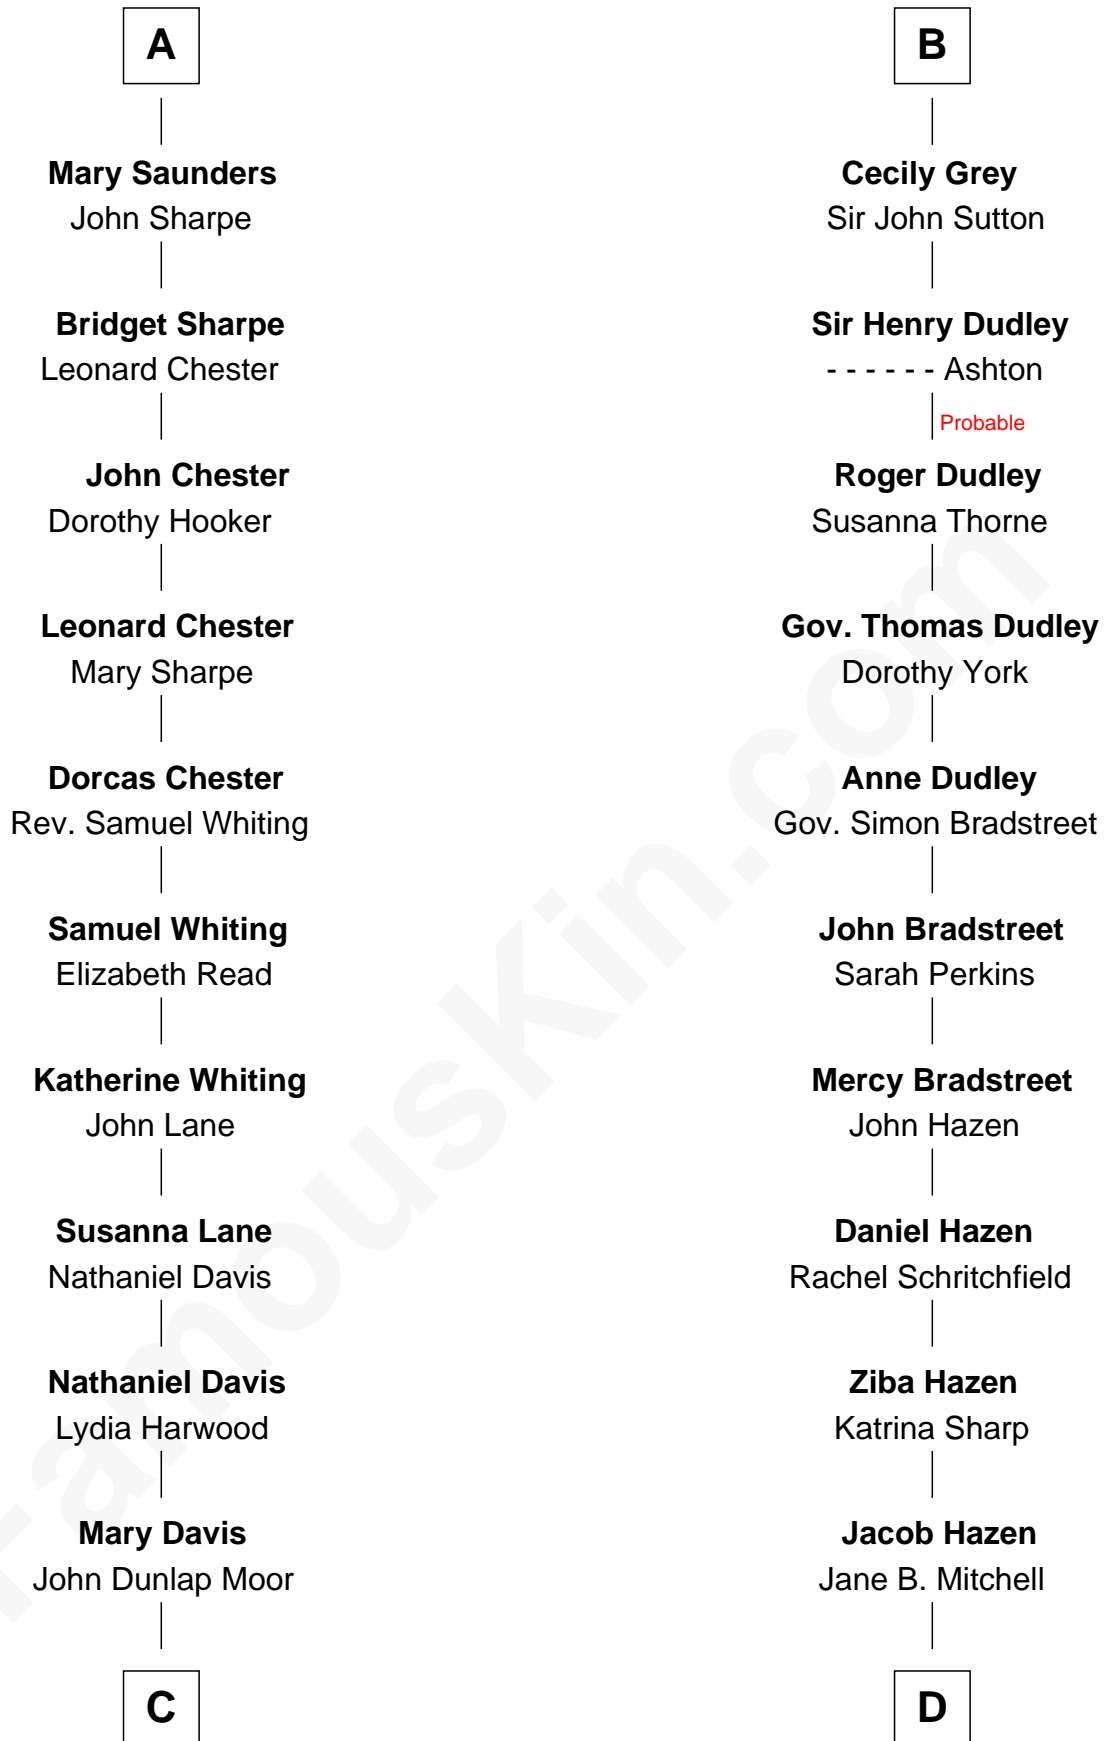 A
Mary Saunders
John Sharpe
Bridget Sharpe
Leonard Chester
John Chester
Dorothy Hooker
Leonard Chester
Mary Sharpe
Dorcas Chester
Rev. Samuel Whiting
Samuel Whiting
Elizabeth Read
Katherine Whiting
John Lane
Susanna Lane
Nathaniel Davis
Nathaniel Davis
Lydia Harwood
Mary Davis
John Dunlap Moor
C
B
Cecily Grey
Sir John Sutton
Sir Henry Dudley
- - - - - - Ashton
Probable
Roger Dudley
Susanna Thorne
Gov. Thomas Dudley
Dorothy York
Anne Dudley
Gov. Simon Bradstreet
John Bradstreet
Sarah Perkins
Mercy Bradstreet
John Hazen
Daniel Hazen
Rachel Schritchfield
Ziba Hazen
Katrina Sharp
Jacob Hazen
Jane B. Mitchell
D
FamousKin.com